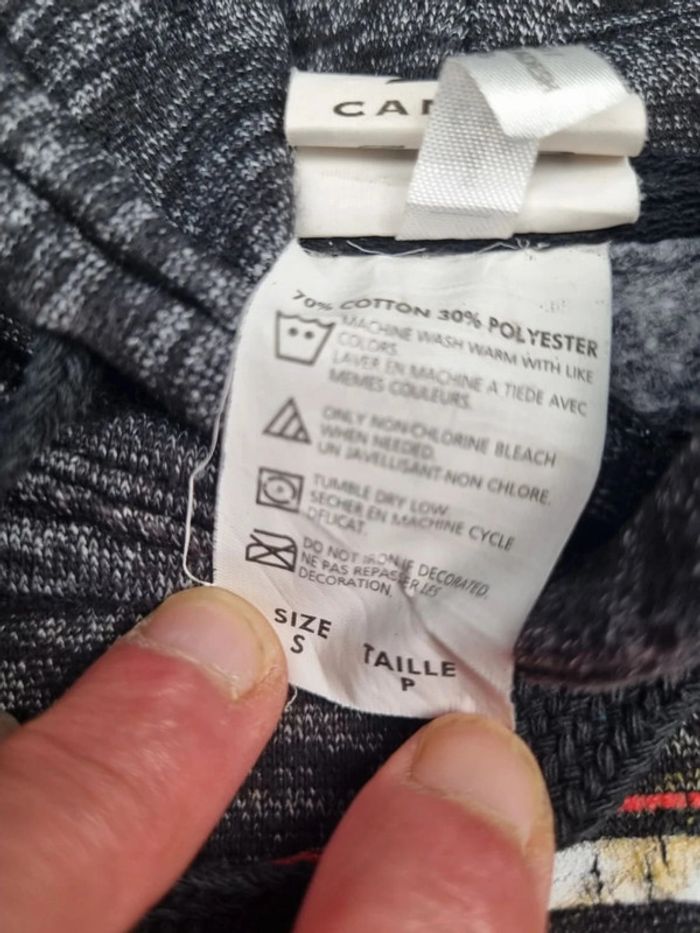 CAN
70% COTTON 30% POLYESTER
MACHINE WASH WARM WITH LIKE
COLORS.
LAVER EN MACHINE A TIEDE AVEC
MEMES COULEURS.
ONLY NON-CHLORINE BLEACH
WHEN NEEDED.
UN JAVELLISANT NON CHLORE.
TUMBLE DRY LOW.
SECHER EN MACHINE CYCLE
DELICAT.
DO NOT IRON IF DECORATED.
NE PAS REPASSER LES
DECORATION.
SIZE
S
TAILLE
P